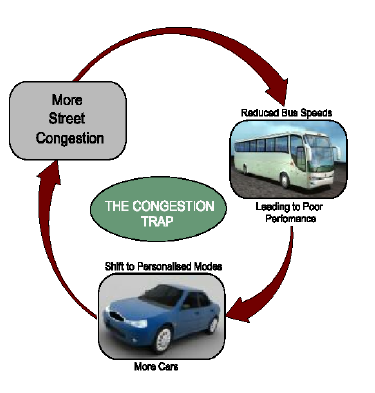 More
Street
Congestion
Reduced Bus Speeds
Leading to Poor
Perfomance
THE CONGESTION
TRAP
Shift to Personalised Modes
More Cars